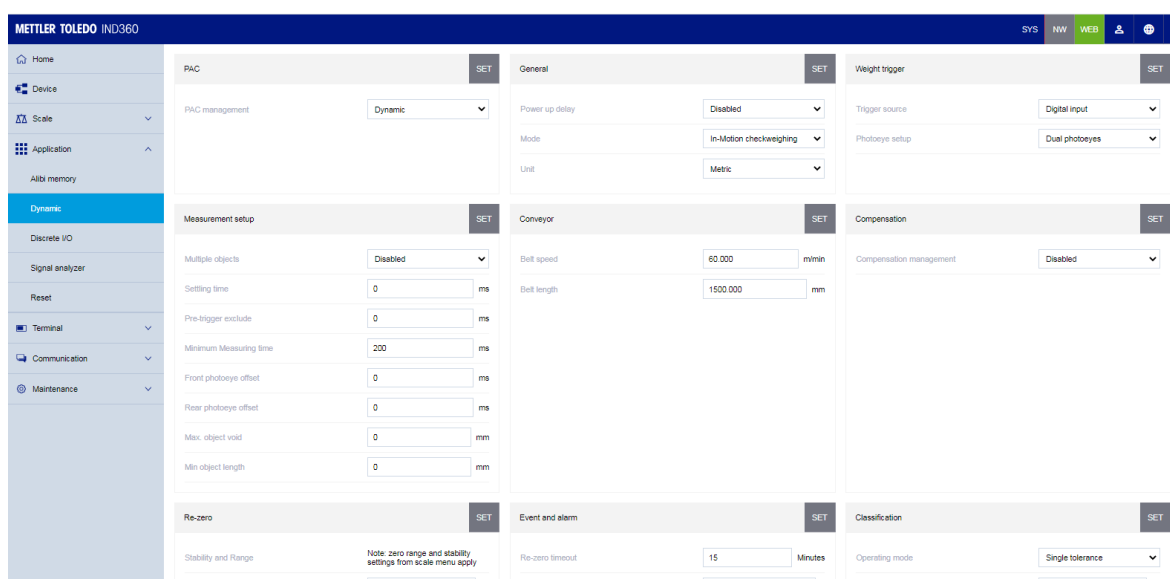 METTLER TOLEDO IND360
SYS NW WEB
Home
Device
Scale
Application
Alibi memory
Dynamic
Discrete I/O
Signal analyzer
Reset
Terminal
Communication
Maintenance
PAC SET
PAC management Dynamic
General SET
Power up delay Disabled
Mode In-Motion checkweighing
Unit Metric
Weight trigger SET
Trigger source Digital input
Photoeye setup Dual photoeyes
Measurement setup SET
Multiple objects Disabled
Settling time 0 ms
Pre-trigger exclude 0 ms
Minimum Measuring time 200 ms
Front photoeye offset 0 ms
Rear photoeye offset 0 ms
Max. object void 0 mm
Min object length 0 mm
Conveyor SET
Belt speed 60.000 m/min
Belt length 1500.000 mm
Compensation SET
Compensation management Disabled
Re-zero SET
Stability and Range Note: zero range and stability
settings from scale menu apply
Event and alarm SET
Re-zero timeout 15 Minutes
Classification SET
Operating mode Single tolerance